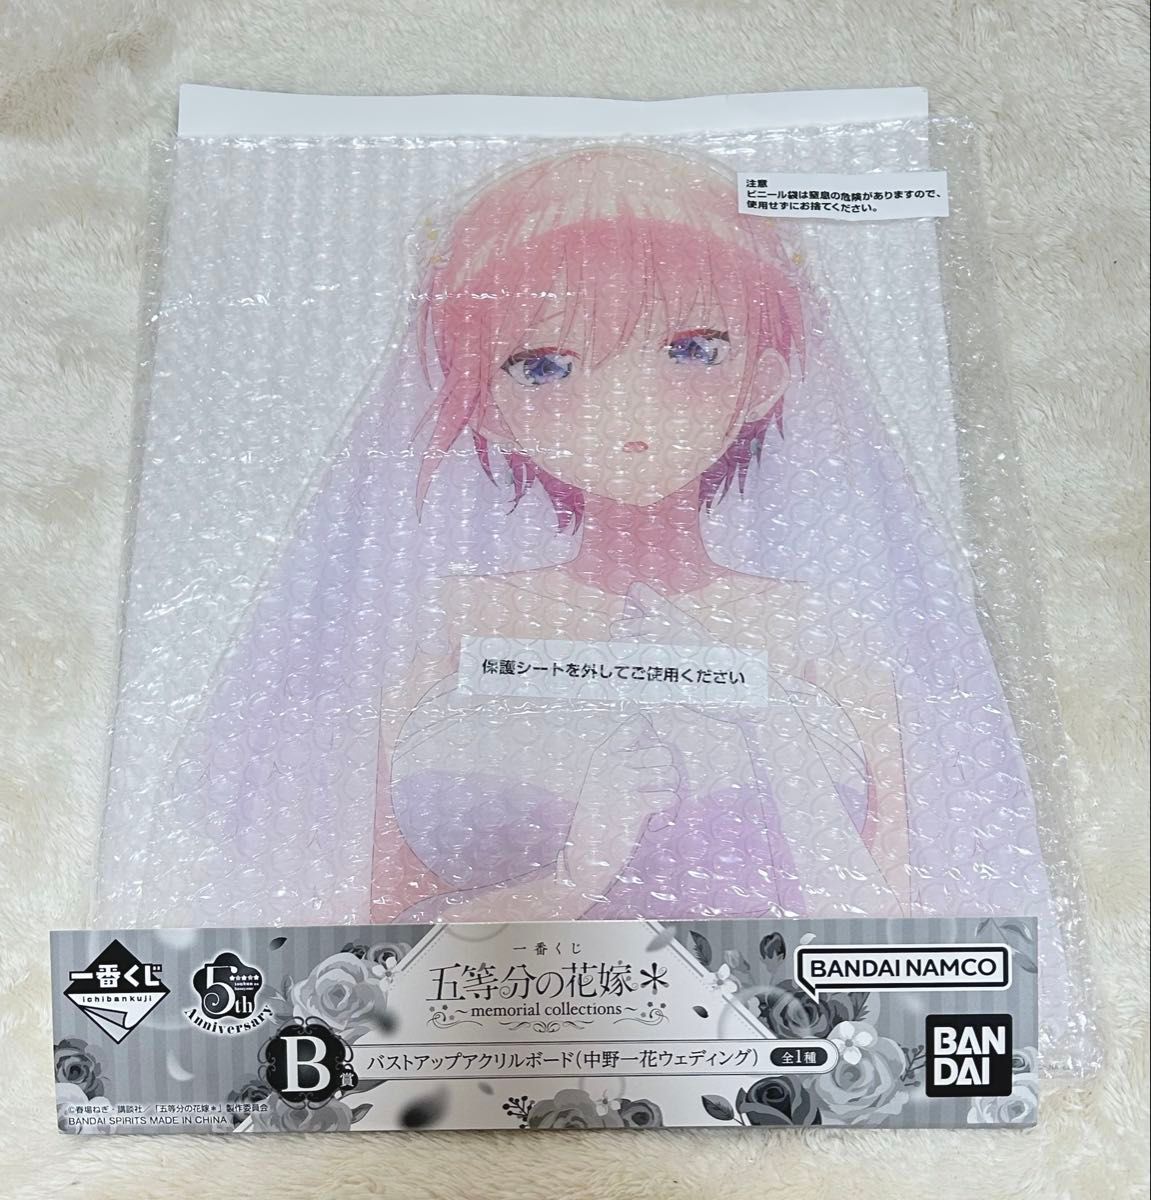 注意
ビニール袋は窒息の危険がありますので、
使用せずにお捨てください。
保護シートを外してご使用ください
一番くじ
ichibankuji
5th
Anniversary
一番くじ
五等分の花嫁＊
～memorial collections～
BANDAI NAMCO
B賞
バストアップアクリルボード(中野一花ウェディング) 全1種
BAN
DAI
©春場ねぎ・講談社／「五等分の花嫁＊」製作委員会
BANDAI SPIRITS MADE IN CHINA